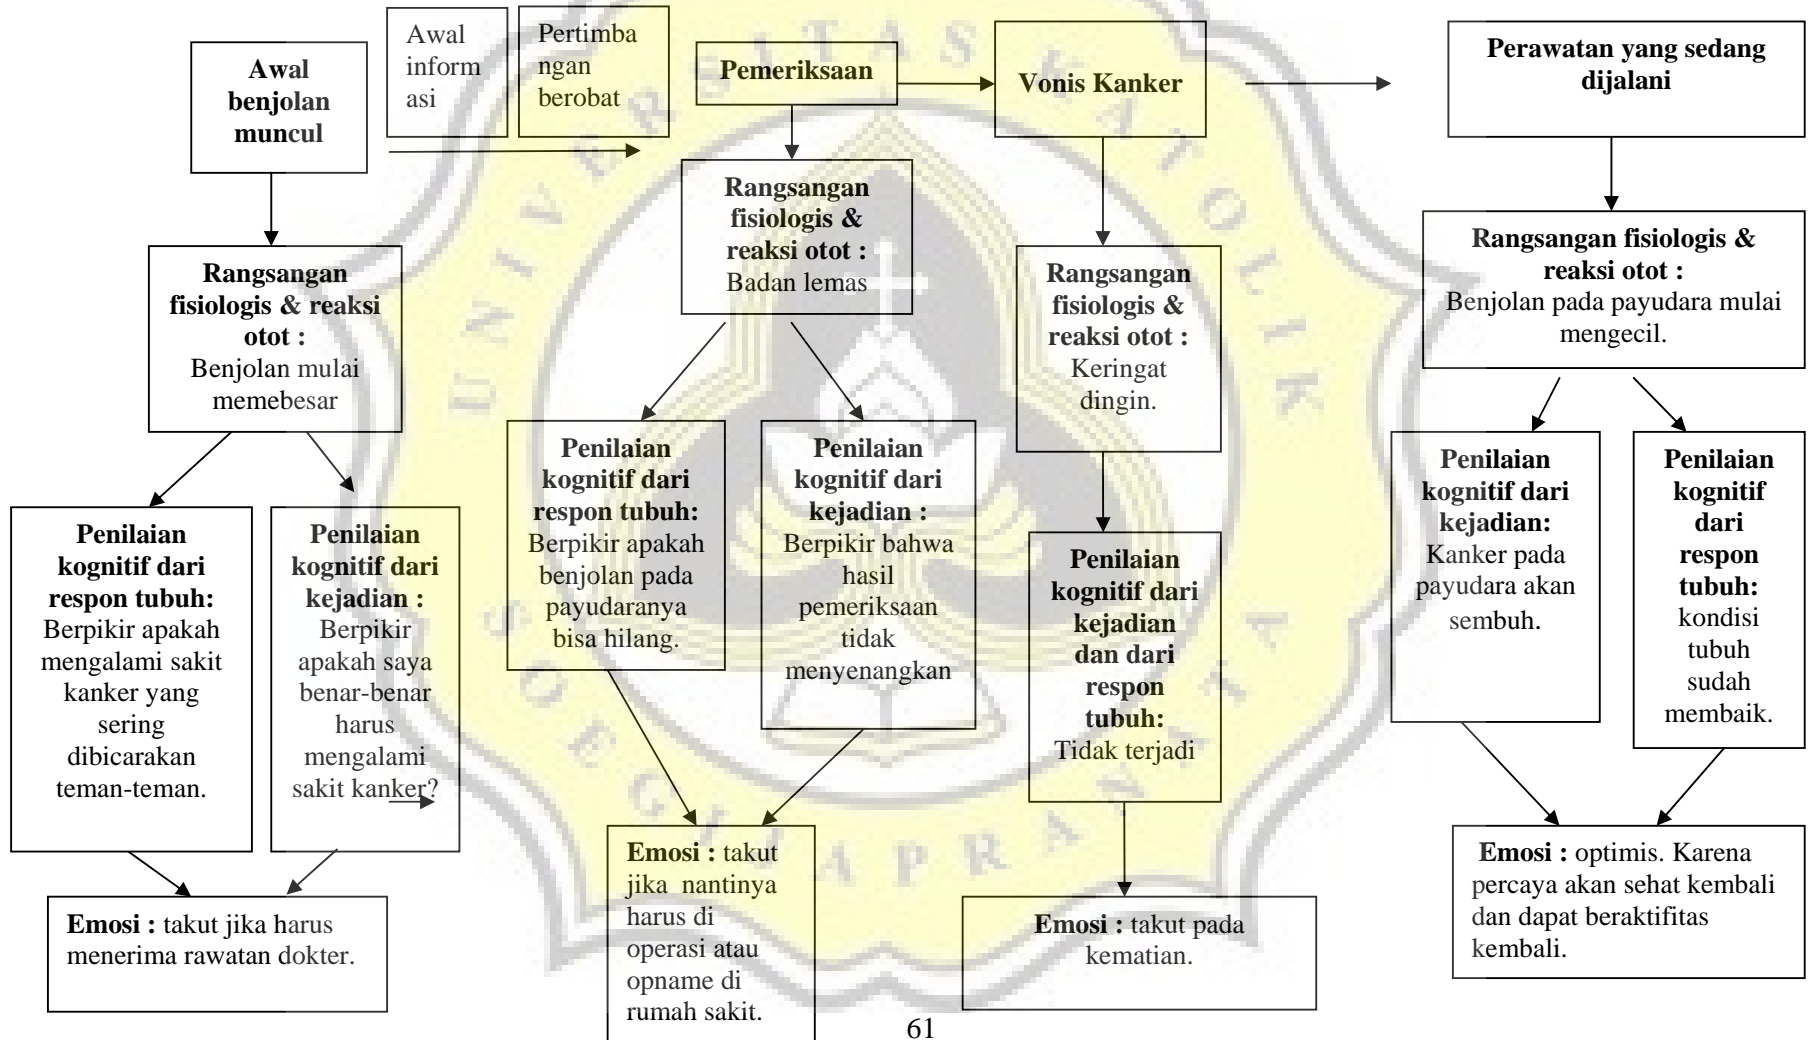 Awal
benjolan
muncul
Awal
inform
asi
Pertimba
ngan
berobat
Pemeriksaan
Vonis Kanker
Perawatan yang sedang
dijalani
Rangsangan
fisiologis & reaksi
otot :
Benjolan mulai
memebesar
Rangsangan
fisiologis &
reaksi otot :
Badan lemas
Rangsangan
fisiologis &
reaksi otot :
Keringat
dingin.
Rangsangan fisiologis &
reaksi otot :
Benjolan pada payudara mulai
mengecil.
Penilaian
kognitif dari
respon tubuh:
Berpikir apakah
mengalami sakit
kanker yang
sering
dibicarakan
teman-teman.
Penilaian
kognitif dari
kejadian :
Berpikir
apakah saya
benar-benar
harus
mengalami
sakit kanker?
Penilaian
kognitif dari
respon tubuh:
Berpikir apakah
benjolan pada
payudaranya
bisa hilang.
Penilaian
kognitif dari
kejadian :
Berpikir bahwa
hasil
pemeriksaan
tidak
menyenangkan
Penilaian
kognitif dari
kejadian
dan dari
respon
tubuh:
Tidak terjadi
Penilaian
kognitif dari
kejadian:
Kanker pada
payudara akan
sembuh.
Penilaian
kognitif
dari
respon
tubuh:
kondisi
tubuh
sudah
membaik.
Emosi : takut jika harus
menerima rawatan dokter.
Emosi : takut
jika nantinya
harus di
operasi atau
opname di
rumah sakit.
Emosi : takut pada
kematian.
Emosi : optimis. Karena
percaya akan sehat kembali
dan dapat beraktifitas
kembali.
UNIVERSITAS KATOLIK
SOEGIJAPRANATA
61